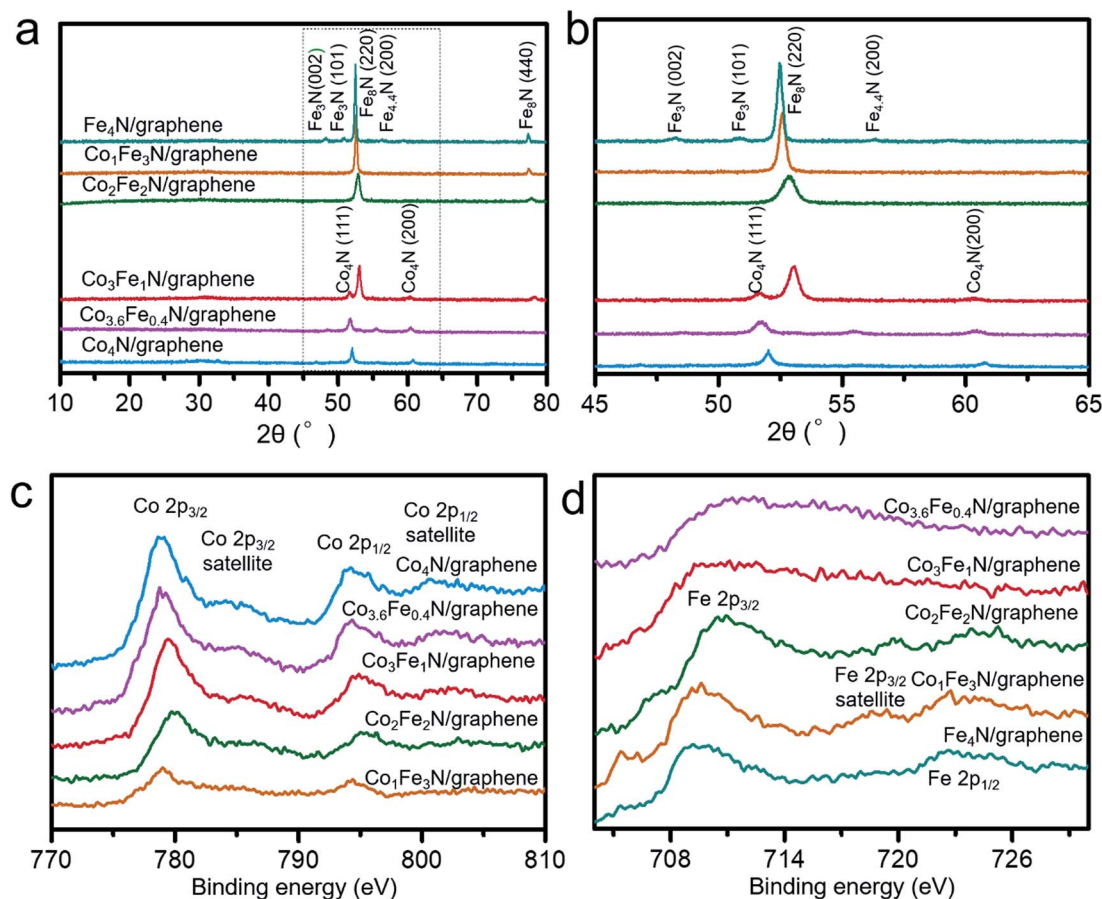 a
Fe₃N(002)
Fe₃N (101)
Fe₈N (220)
Fe₄.₄N (200)
Fe₈N (440)
Fe₄N/graphene
Co₁Fe₃N/graphene
Co₂Fe₂N/graphene
Co₄N (111)
Co₄N (200)
Co₃Fe₁N/graphene
Co₃.₆Fe₀.₄N/graphene
Co₄N/graphene
10 20 30 40 50 60 70 80
2θ (°)
b
Fe₃N (002)
Fe₃N (101)
Fe₈N (220)
Fe₄.₄N (200)
Co₄N (111)
Co₄N(200)
45 50 55 60 65
2θ (°)
c
Co 2p₃/₂
Co 2p₃/₂
satellite
Co 2p₁/₂
Co 2p₁/₂
satellite
Co₄N/graphene
Co₃.₆Fe₀.₄N/graphene
Co₃Fe₁N/graphene
Co₂Fe₂N/graphene
Co₁Fe₃N/graphene
770 780 790 800 810
Binding energy (eV)
d
Co₃.₆Fe₀.₄N/graphene
Co₃Fe₁N/graphene
Fe 2p₃/₂
Co₂Fe₂N/graphene
Fe 2p₃/₂
satellite
Co₁Fe₃N/graphene
Fe₄N/graphene
Fe 2p₁/₂
708 714 720 726
Binding energy (eV)